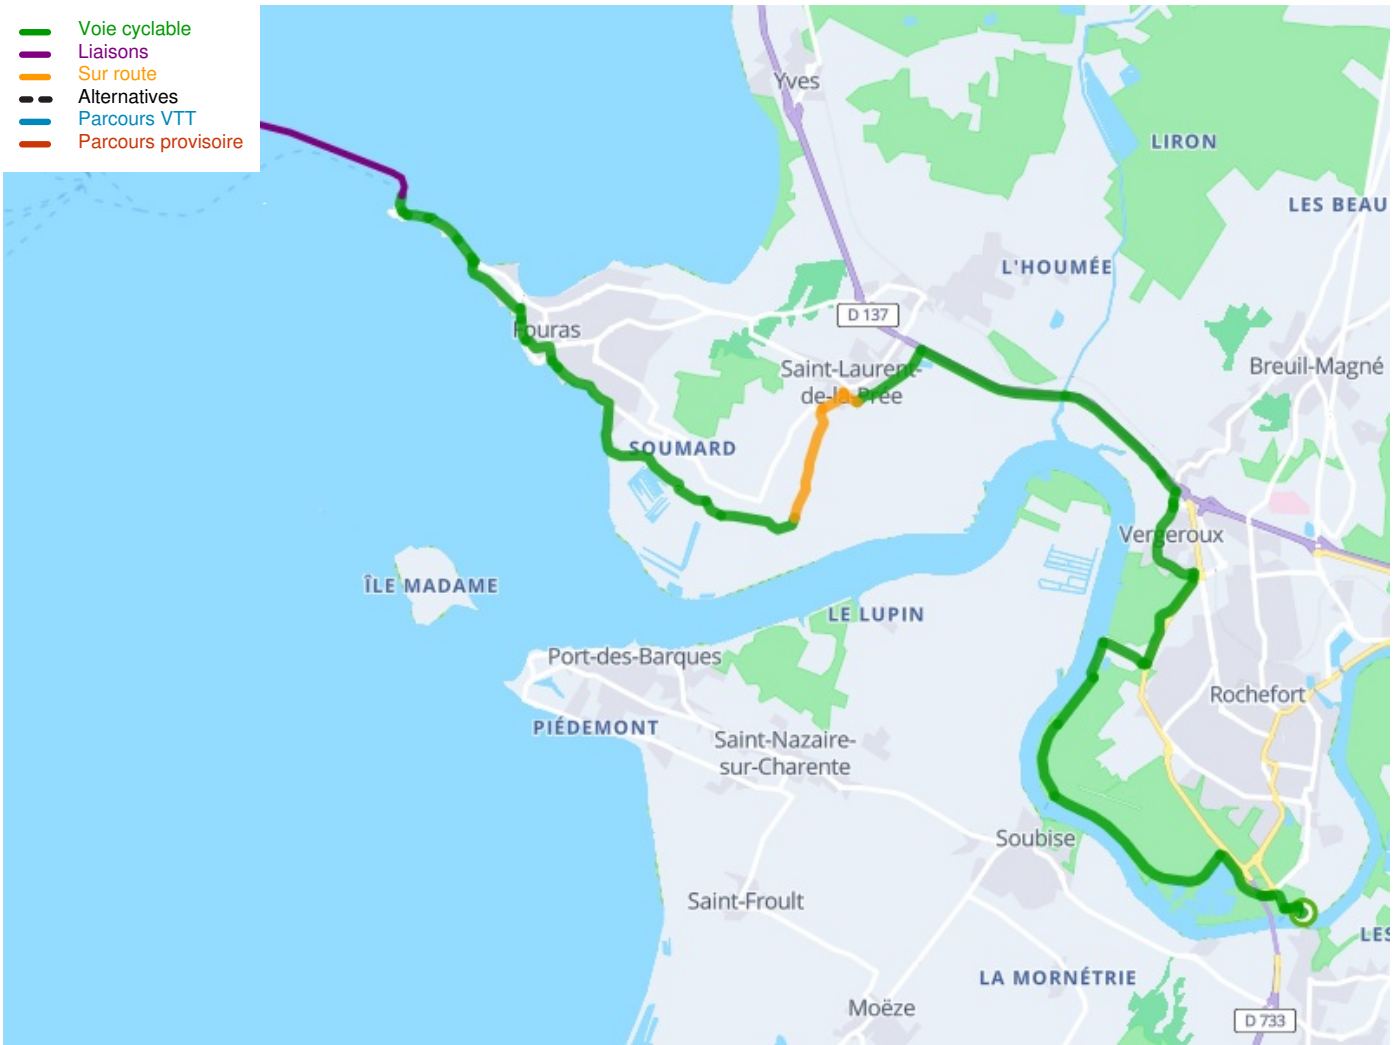 Voie cyclable
Liaisons
Sur route
Alternatives
Parcours VTT
Parcours provisoire
Yves
LIRON
LES BEAU
L'HOUMÉE
D 137
Fouras
Saint-Laurent-
de-la-Prée
Breuil-Magné
SOUMARD
Vergeroux
ÎLE MADAME
LE LUPIN
Port-des-Barques
Rochefort
PIÉDEMONT
Saint-Nazaire-
sur-Charente
Soubise
Saint-Froult
LES
LA MORNÉTRIE
Moëze
D 733